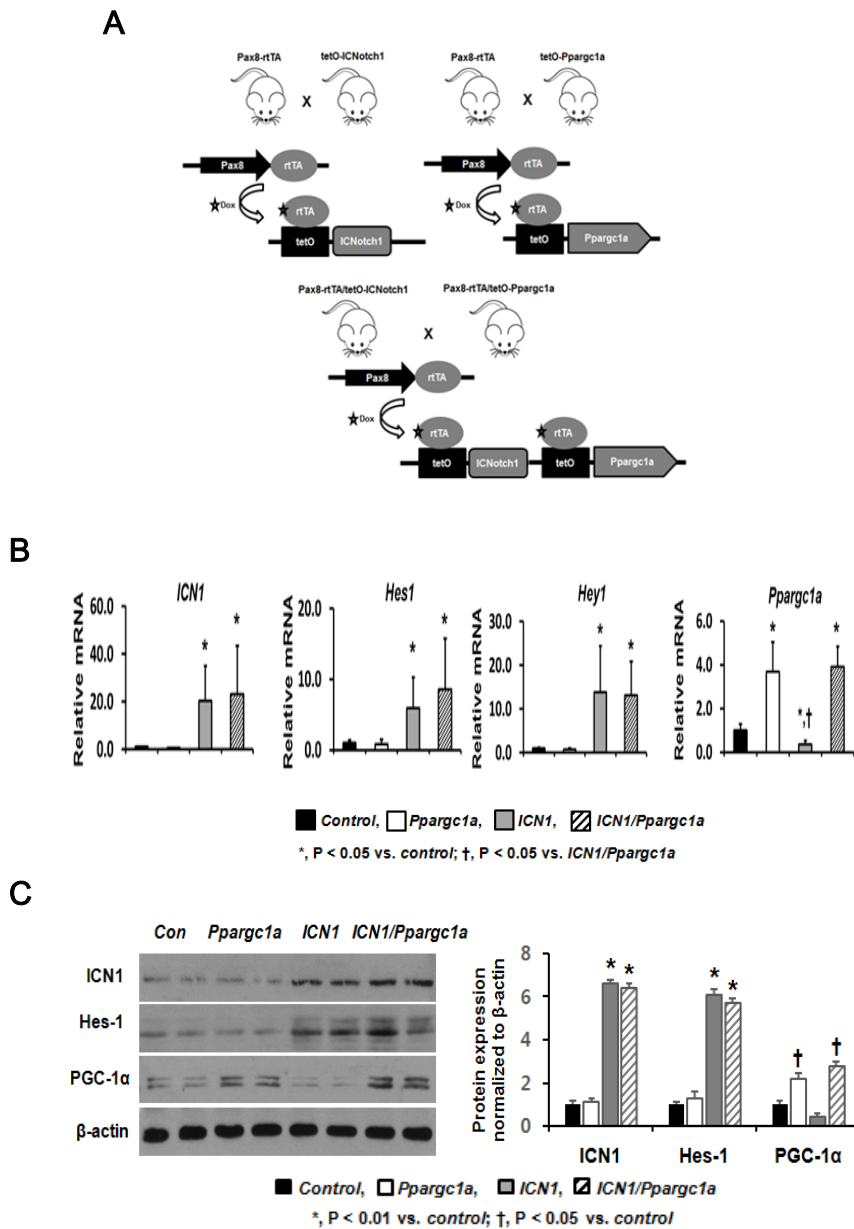 A
Pax8-rtTA tetO-ICNotch1 Pax8-rtTA tetO-Ppargc1a
X X
Pax8 rtTA Pax8 rtTA
Dox rtTA Dox rtTA
tetO ICNotch1 tetO Ppargc1a
Pax8-rtTA/tetO-ICNotch1 Pax8-rtTA/tetO-Ppargc1a
X
Pax8 rtTA
Dox rtTA rtTA
tetO ICNotch1 tetO Ppargc1a
B
ICN1
Relative mRNA
60.0
40.0
20.0
0.0
* *
Hes1
Relative mRNA
20.0
10.0
0.0
* *
Hey1
Relative mRNA
30.0
20.0
10.0
0.0
* *
Ppargc1a
Relative mRNA
6.0
4.0
2.0
0.0
* *,† *
Control, Ppargc1a, ICN1, ICN1/Ppargc1a
*, P < 0.05 vs. control; †, P < 0.05 vs. ICN1/Ppargc1a
C
Con Ppargc1a ICN1 ICN1/Ppargc1a
ICN1
Hes-1
PGC-1α
β-actin
Protein expression
normalized to β-actin
8
6
4
2
0
* * * * † †
ICN1 Hes-1 PGC-1α
Control, Ppargc1a, ICN1, ICN1/Ppargc1a
*, P < 0.01 vs. control; †, P < 0.05 vs. control